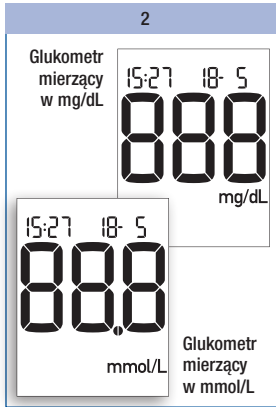 2
Glukometr
mierzący
w mg/dL
15:27 18- 5
888
mg/dL
15:27 18- 5
88.8
mmol/L
Glukometr
mierzący
w mmol/L